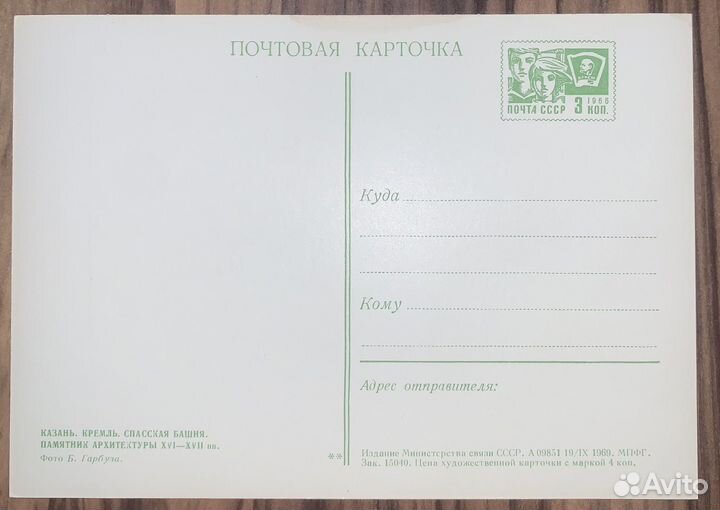 ПОЧТОВАЯ КАРТОЧКА
1966
ПОЧТА СССР 3 КОП.
Куда
Кому
Адрес отправителя:
КАЗАНЬ. КРЕМЛЬ. СПАССКАЯ БАШНЯ.
ПАМЯТНИК АРХИТЕКТУРЫ XVI—XVII вв.
Фото Б. Гарбуза.
**
Издание Министерства связи СССР. А 09851 19/IX 1969. МПФГ.
Зак. 15040. Цена художественной карточки с маркой 4 коп.
Avito